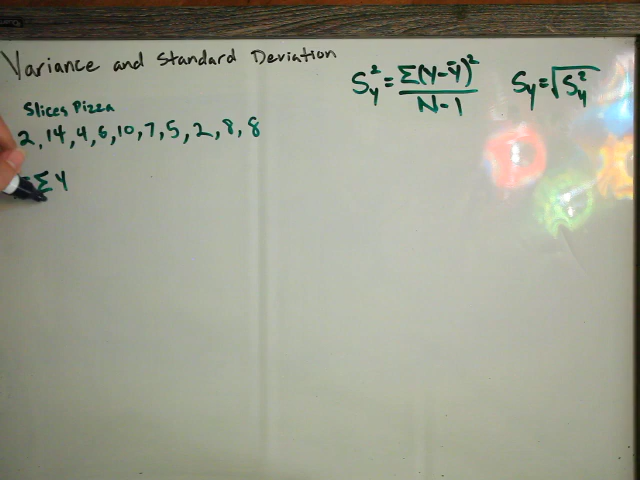 Variance and Standard Deviation
S²y = Σ(Y-Ȳ)² / N-1
Sy = √S²y
Slices Pizza
2, 14, 4, 6, 10, 7, 5, 2, 8, 8
= ΣY